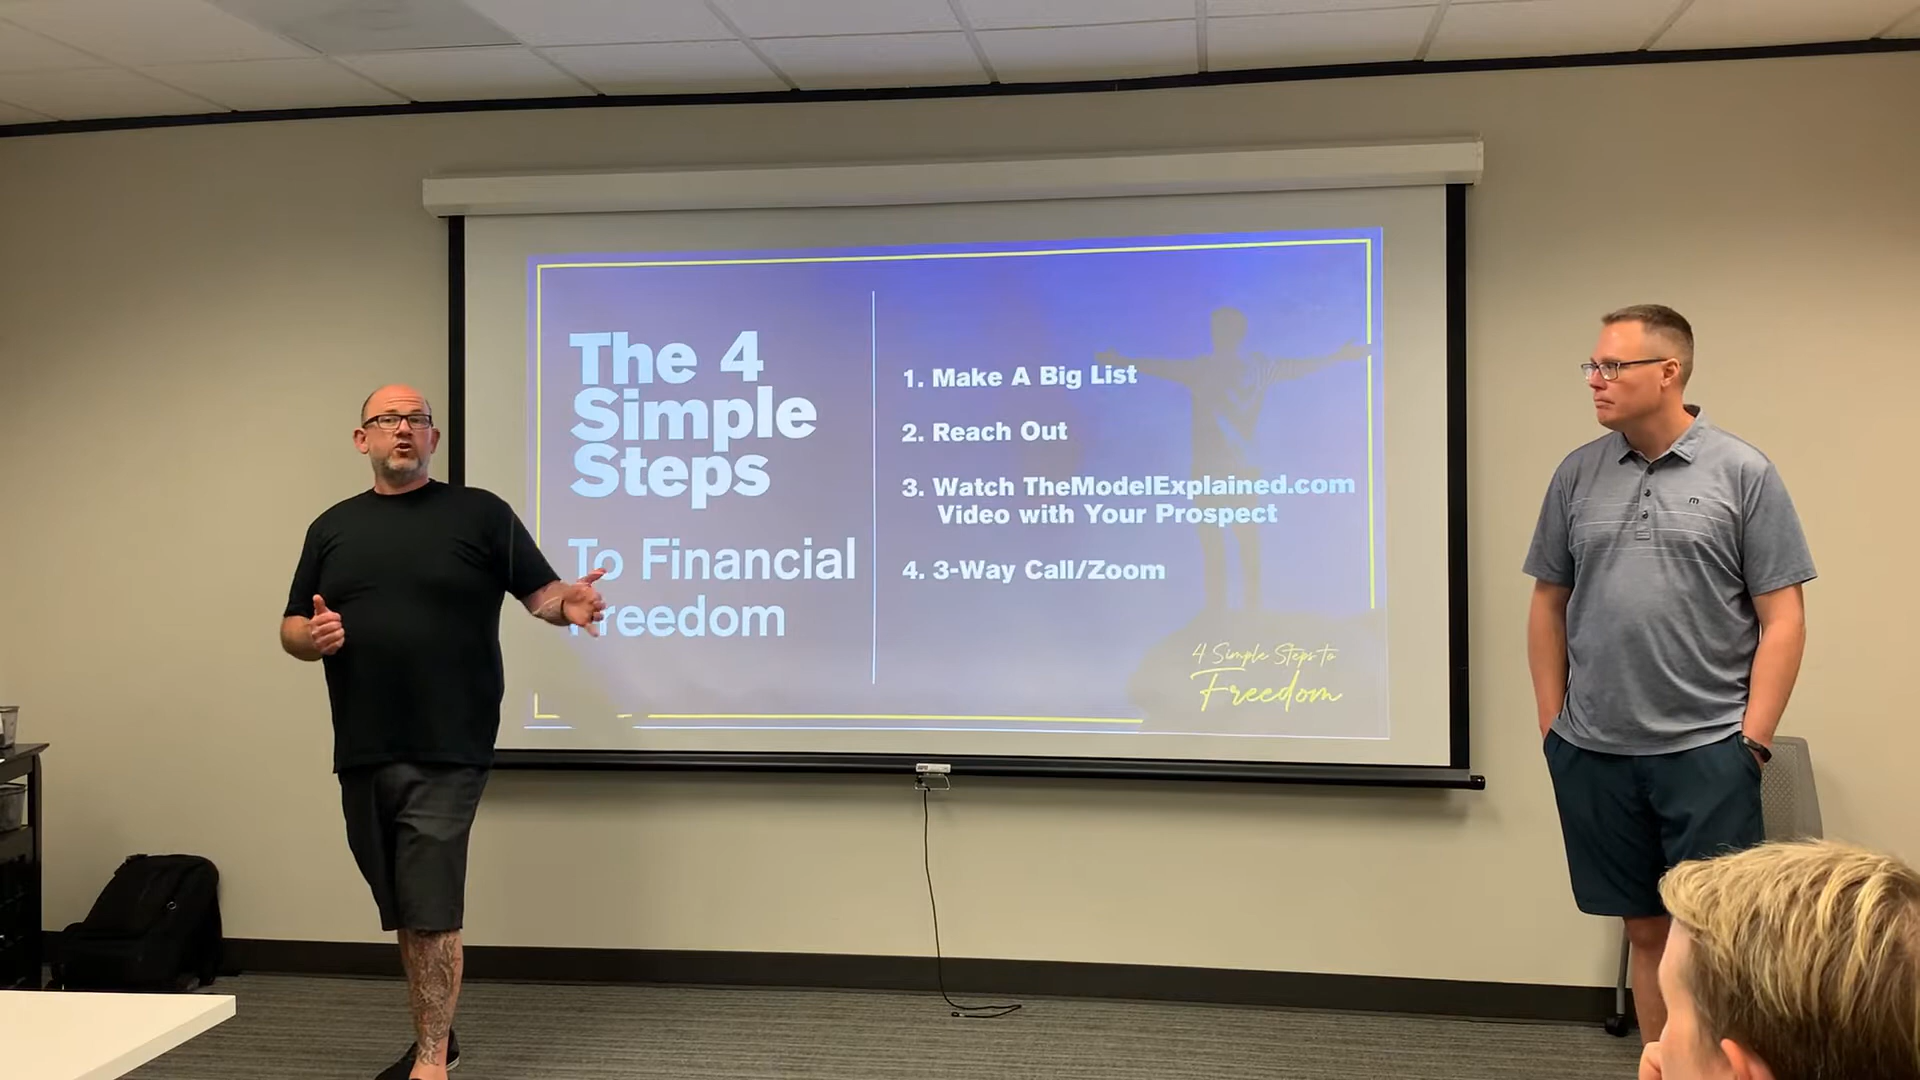 The 4
Simple
Steps
To Financial
Freedom
1. Make A Big List
2. Reach Out
3. Watch TheModelExplained.com
Video with Your Prospect
4. 3-Way Call/Zoom
4 Simple Steps to
Freedom